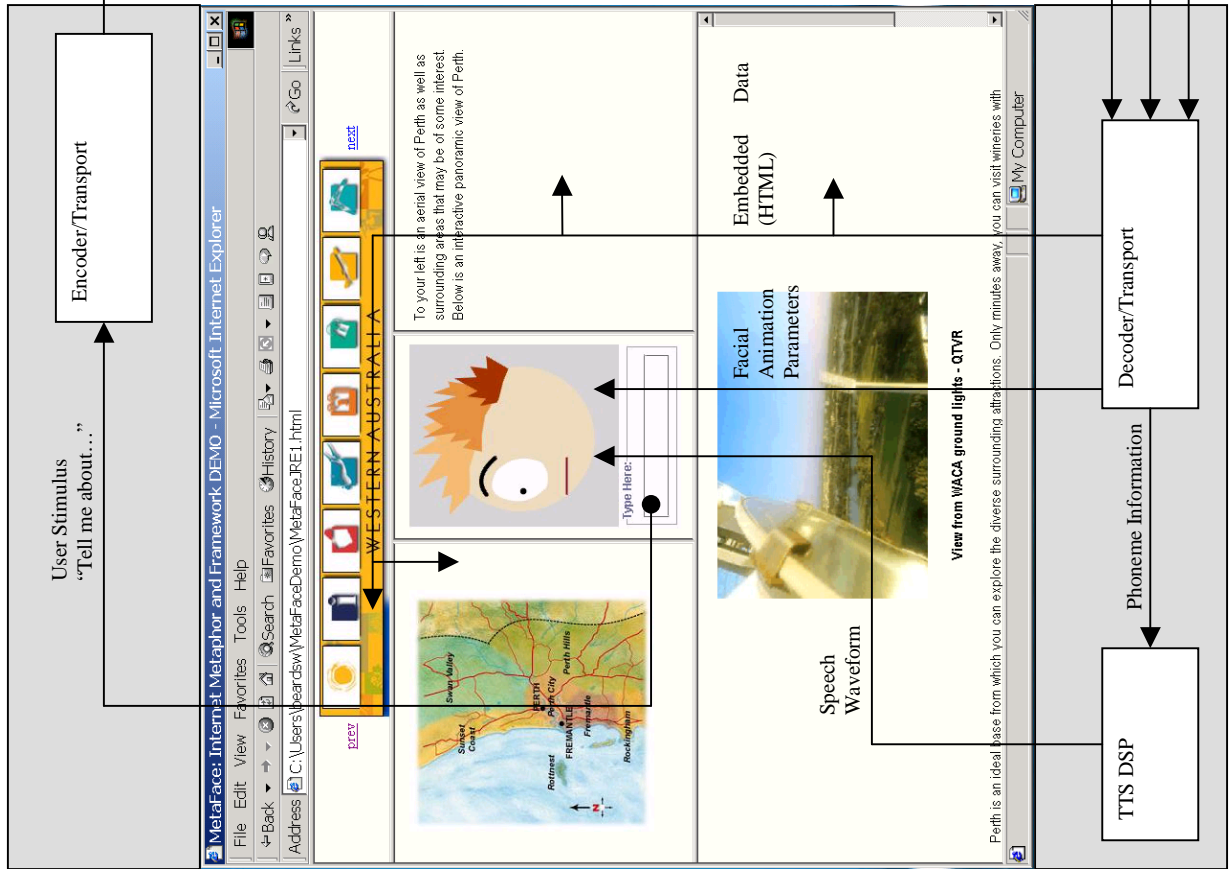 User Stimulus
“Tell me about…”
Encoder/Transport
MetaFace: Internet Metaphor and Framework DEMO - Microsoft Internet Explorer
File Edit View Favorites Tools Help
Back Search Favorites History
Address C:\Users\beardsw\MetaFaceDemo\MetaFaceJRE1.html Go Links »
prev
WESTERN AUSTRALIA
next
Sunset
Coast
Swan Valley
PERTH
Perth City
Perth Hills
Rottnest
FREMANTLE
Fremantle
Rockingham
N
Type Here:
To your left is an aerial view of Perth as well as
surrounding areas that may be of some interest.
Below is an interactive panoramic view of Perth.
Speech
Waveform
Facial
Animation
Parameters
Embedded Data
(HTML)
View from WACA ground lights - QTVR
Perth is an ideal base from which you can explore the diverse surrounding attractions. Only minutes away, you can visit wineries with
My Computer
TTS DSP
Phoneme Information
Decoder/Transport